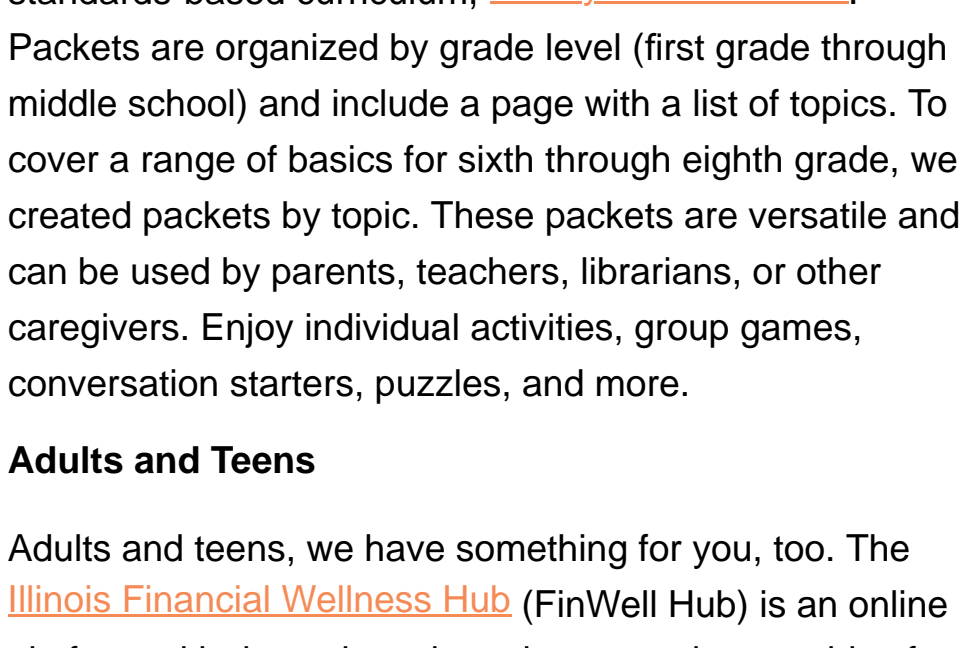 standards-based curriculum,
Packets are organized by grade level (first grade through
middle school) and include a page with a list of topics. To
cover a range of basics for sixth through eighth grade, we
created packets by topic. These packets are versatile and
can be used by parents, teachers, librarians, or other
caregivers. Enjoy individual activities, group games,
conversation starters, puzzles, and more.
Adults and Teens
Adults and teens, we have something for you, too. The
Illinois Financial Wellness Hub (FinWell Hub) is an online